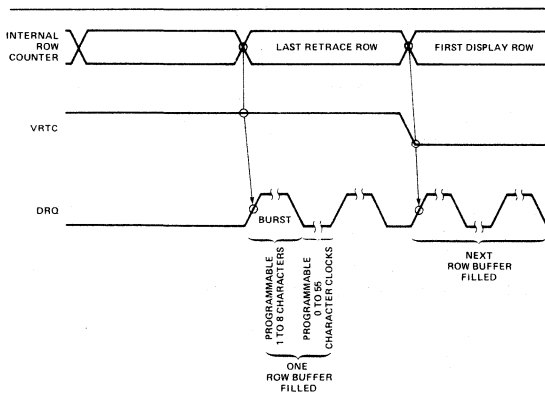 INTERNAL
ROW
COUNTER
LAST RETRACE ROW
FIRST DISPLAY ROW
VRTC
DRQ
BURST
PROGRAMMABLE
1 TO 8 CHARACTERS
PROGRAMMABLE
0 TO 55
CHARACTER CLOCKS
ONE
ROW BUFFER
FILLED
NEXT
ROW BUFFER
FILLED